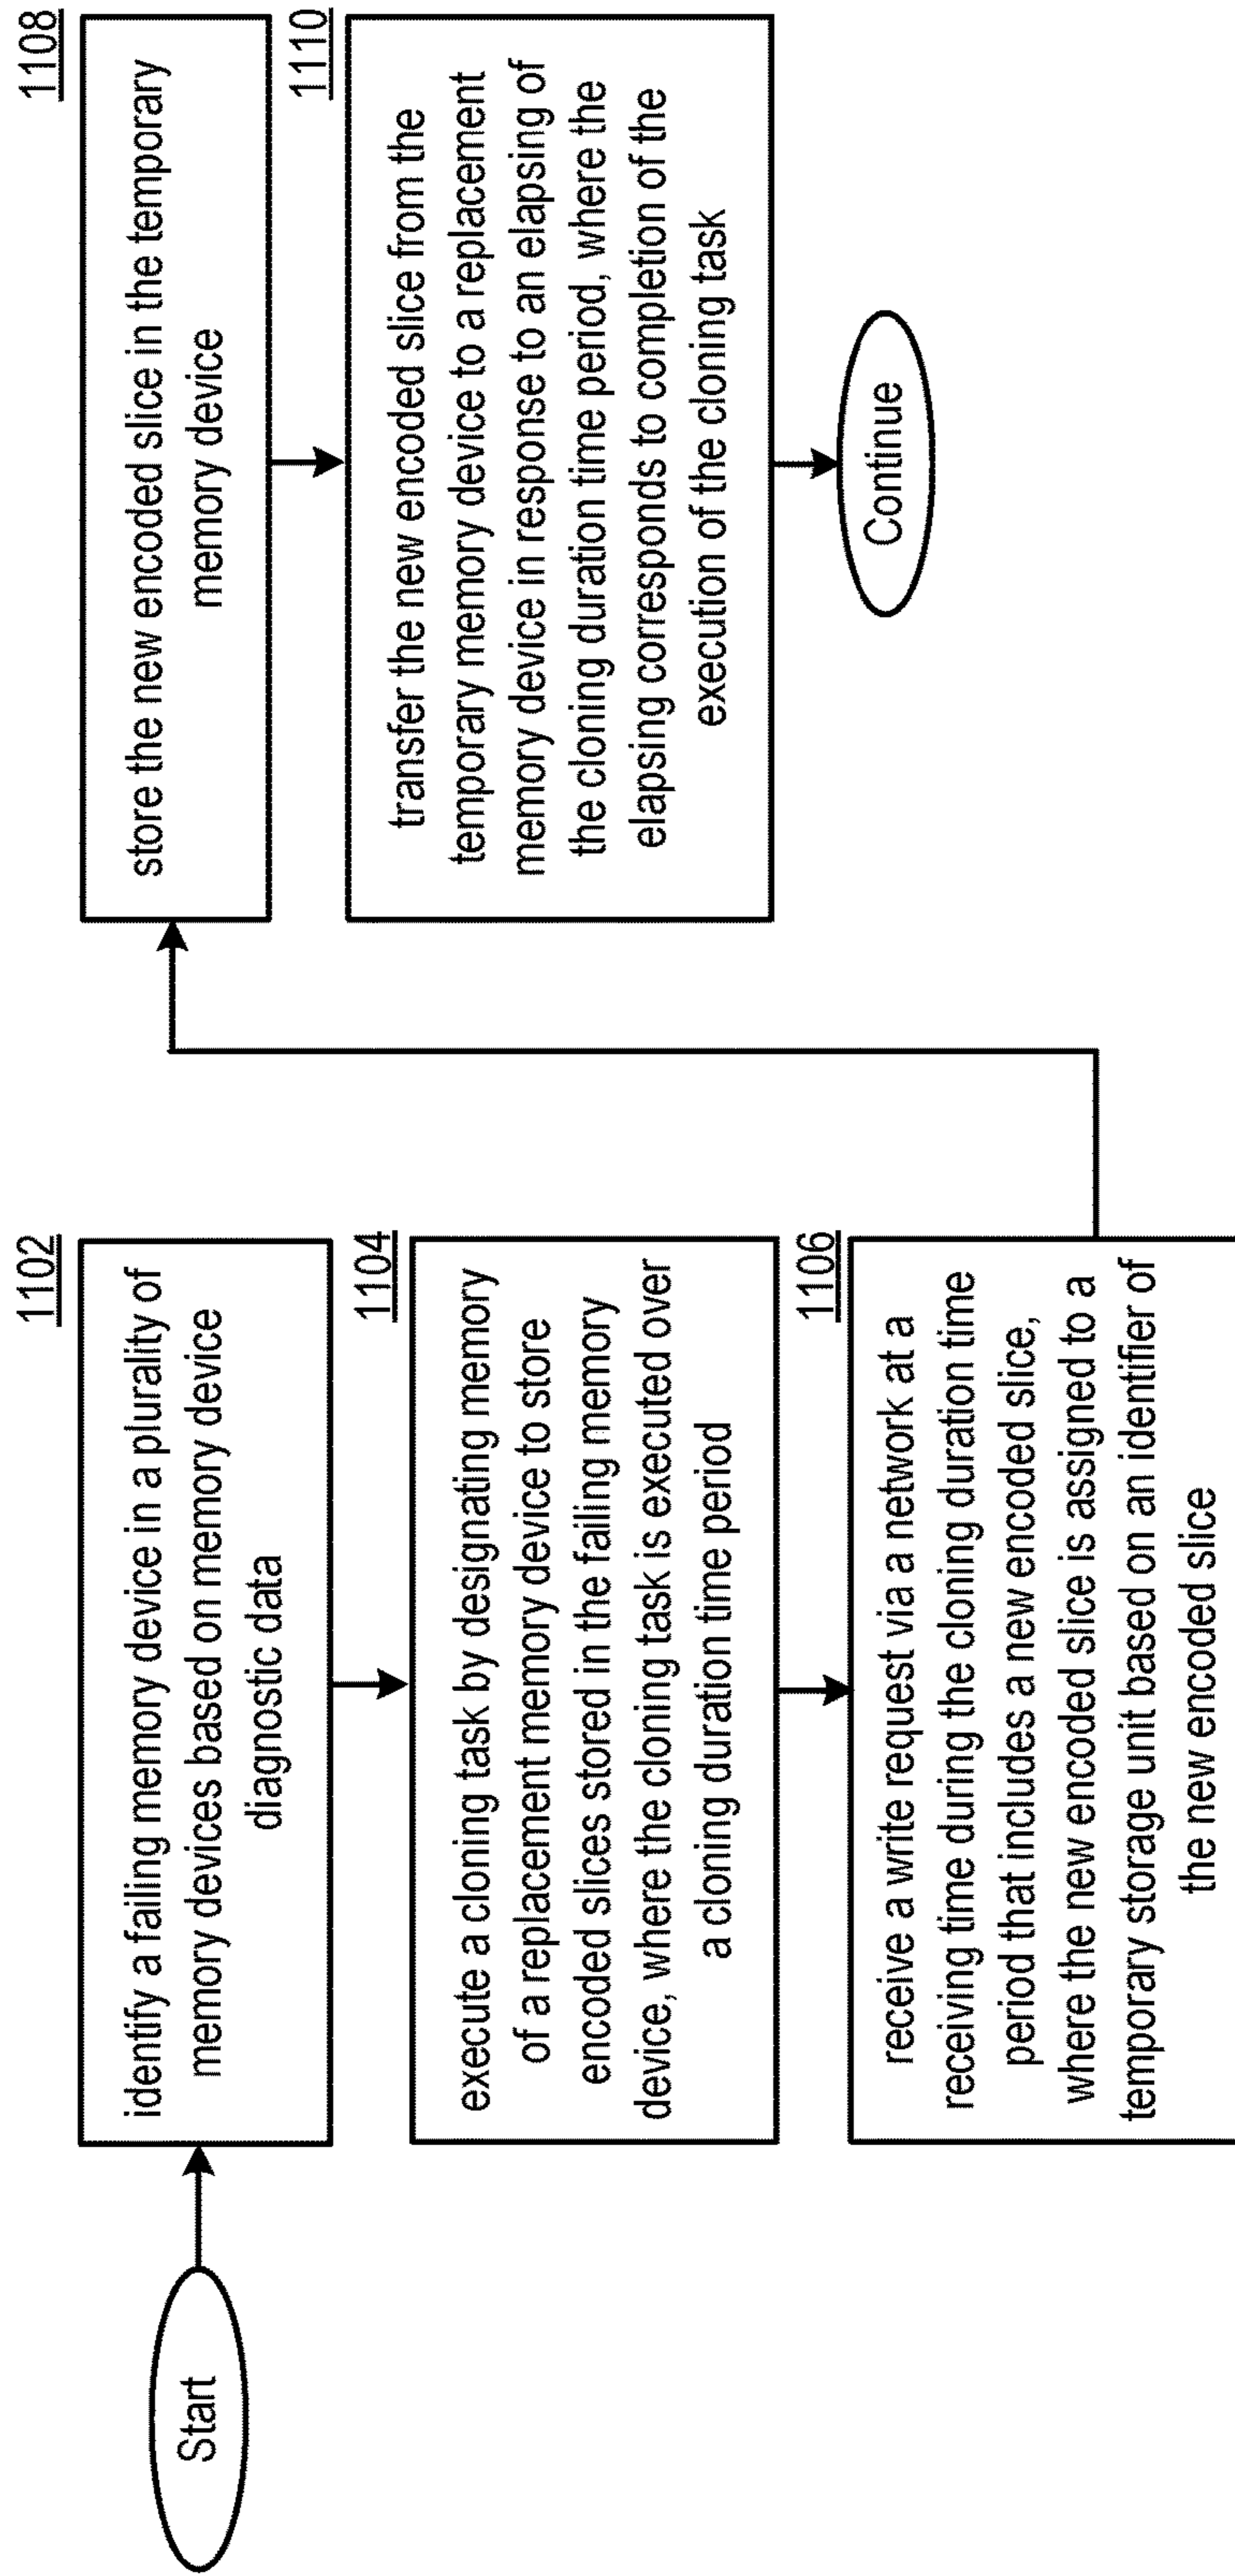 Start
1102
identify a failing memory device in a plurality of
memory devices based on memory device
diagnostic data
1104
execute a cloning task by designating memory
of a replacement memory device to store
encoded slices stored in the failing memory
device, where the cloning task is executed over
a cloning duration time period
1106
receive a write request via a network at a
receiving time during the cloning duration time
period that includes a new encoded slice,
where the new encoded slice is assigned to a
temporary storage unit based on an identifier of
the new encoded slice
1108
store the new encoded slice in the temporary
memory device
1110
transfer the new encoded slice from the
temporary memory device to a replacement
memory device in response to an elapsing of
the cloning duration time period, where the
elapsing corresponds to completion of the
execution of the cloning task
Continue